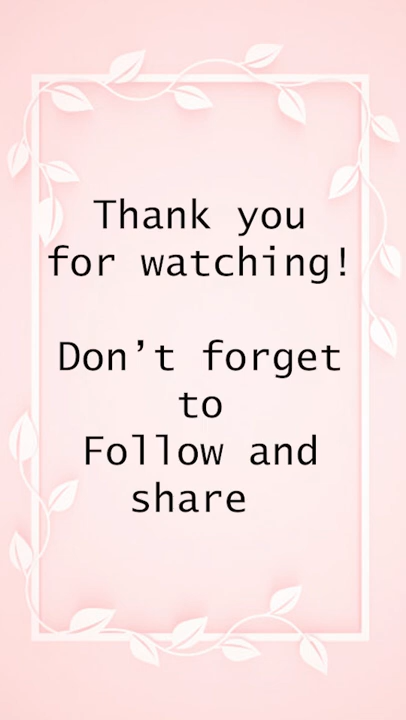 Thank you
for watching!
Don’t forget
to
Follow and
share